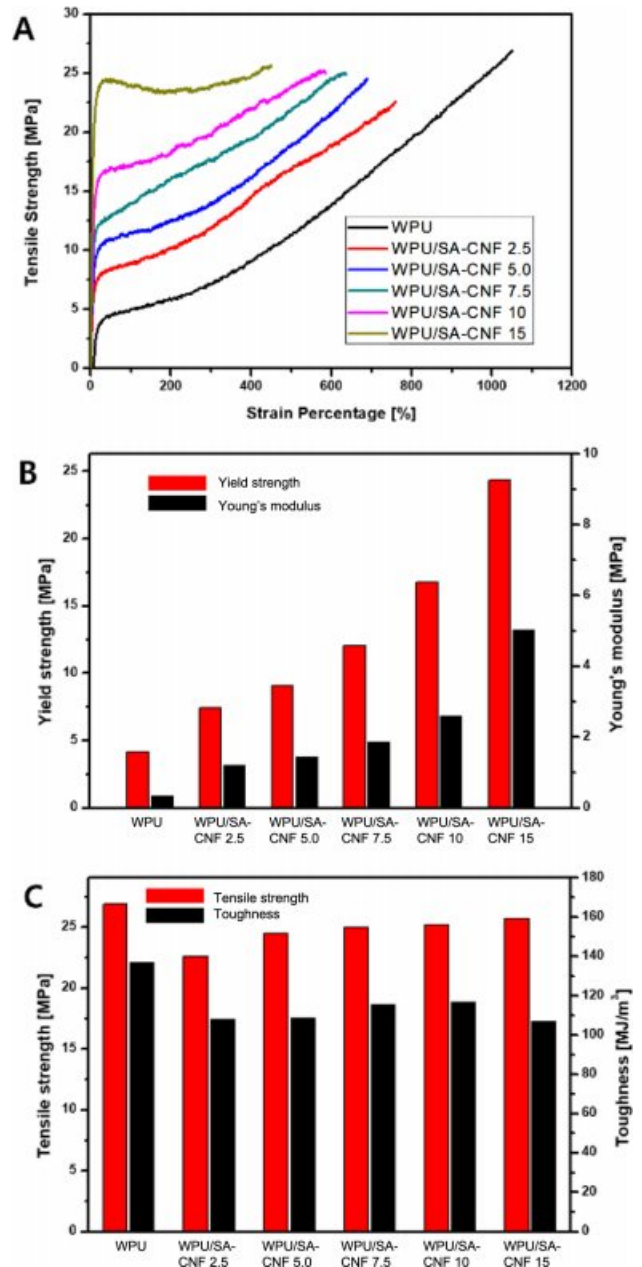 A
Tensile Strength [MPa]
30
25
20
15
10
5
0
WPU
WPU/SA-CNF 2.5
WPU/SA-CNF 5.0
WPU/SA-CNF 7.5
WPU/SA-CNF 10
WPU/SA-CNF 15
0 200 400 600 800 1000 1200
Strain Percentage [%]
B
Yield strength [MPa]
25
20
15
10
5
0
Yield strength
Young's modulus
10
8
6
4
2
0
Young's modulus [MPa]
WPU WPU/SA- WPU/SA- WPU/SA- WPU/SA- WPU/SA-
CNF 2.5 CNF 5.0 CNF 7.5 CNF 10 CNF 15
C
Tensile strength [MPa]
25
20
15
10
5
0
Tensile strength
Toughness
180
160
140
120
100
80
60
40
20
0
Toughness [MJ/m³]
WPU WPU/SA- WPU/SA- WPU/SA- WPU/SA- WPU/SA-
CNF 2.5 CNF 5.0 CNF 7.5 CNF 10 CNF 15